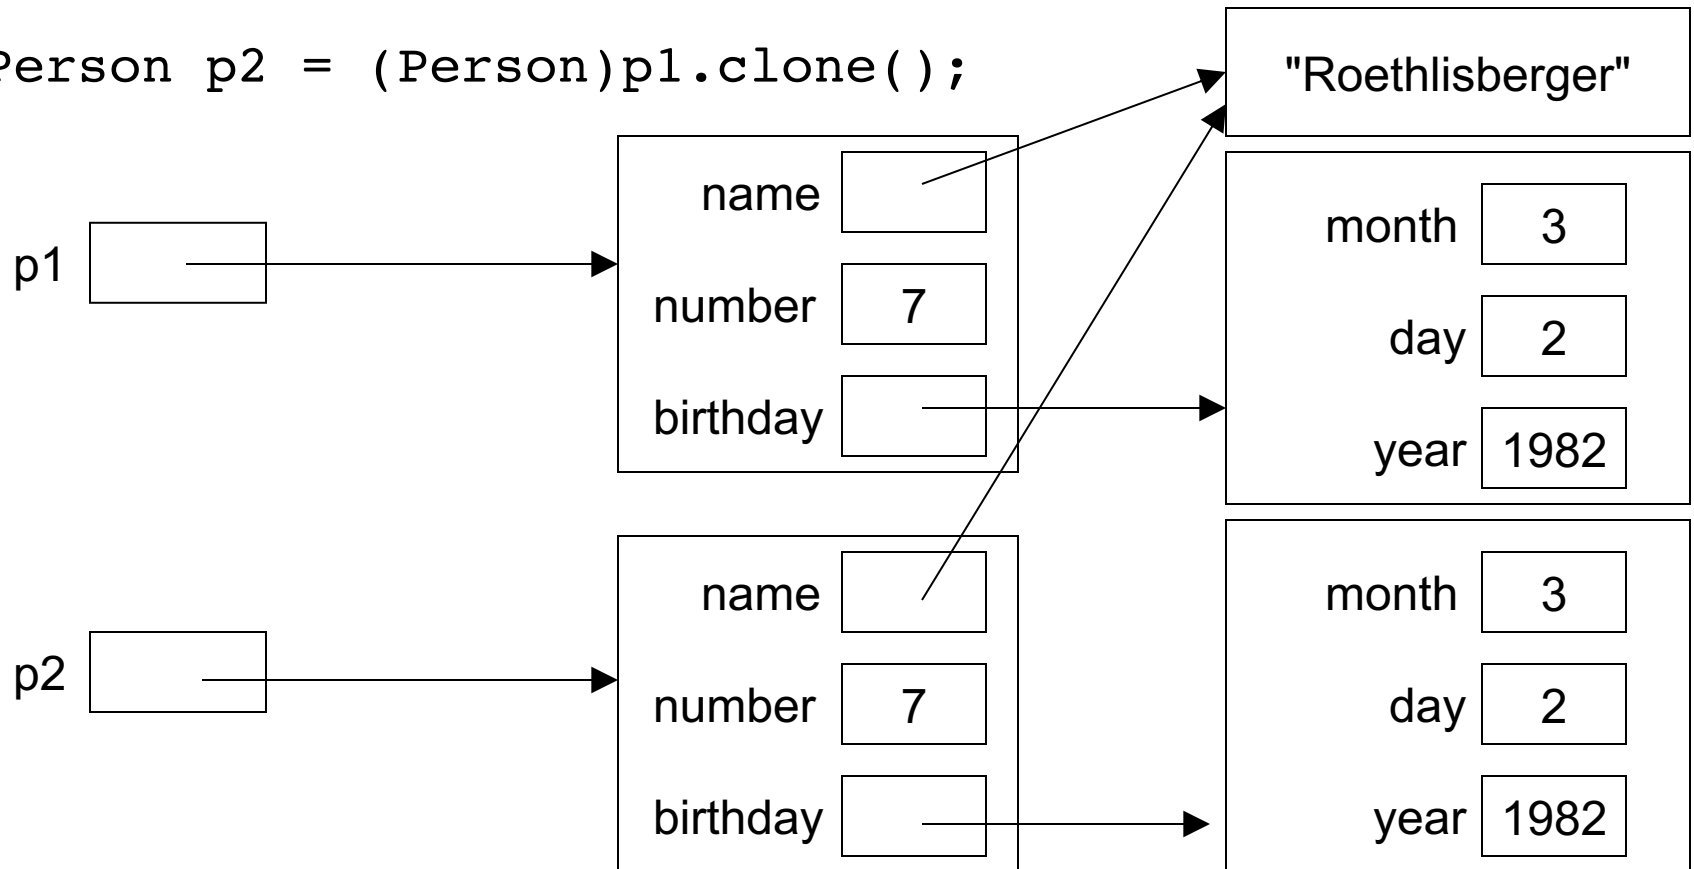 Person p2 = (Person)p1.clone();
"Roethlisberger"
p1
name
number 7
birthday
month 3
day 2
year 1982
p2
name
number 7
birthday
month 3
day 2
year 1982